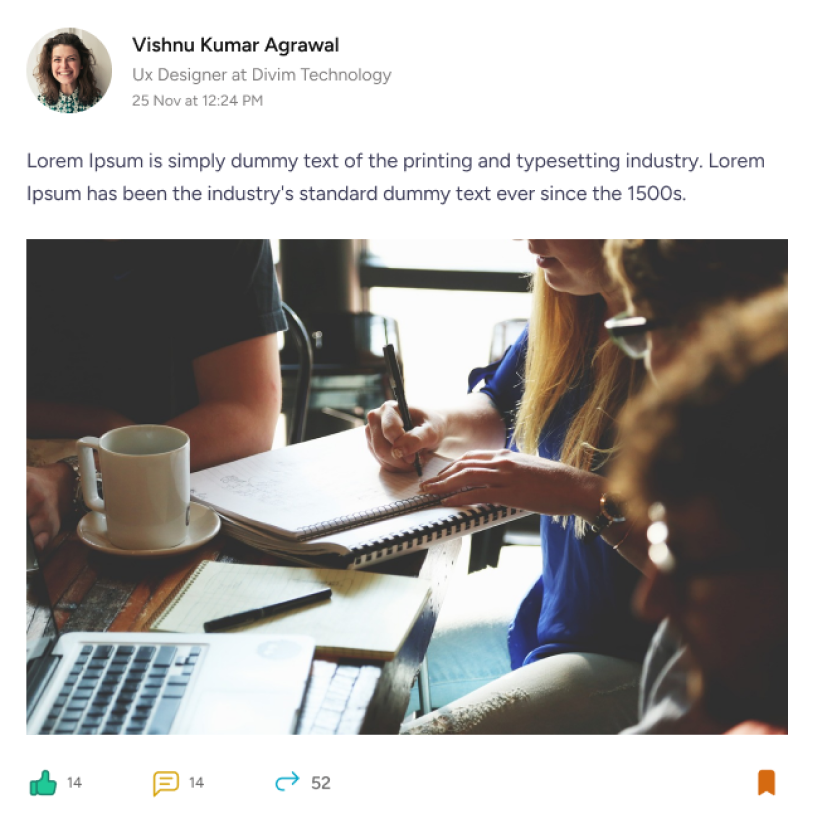 Vishnu Kumar Agrawal
Ux Designer at Divim Technology
25 Nov at 12:24 PM
Lorem Ipsum is simply dummy text of the printing and typesetting industry. Lorem
Ipsum has been the industry's standard dummy text ever since the 1500s.
14 14 52